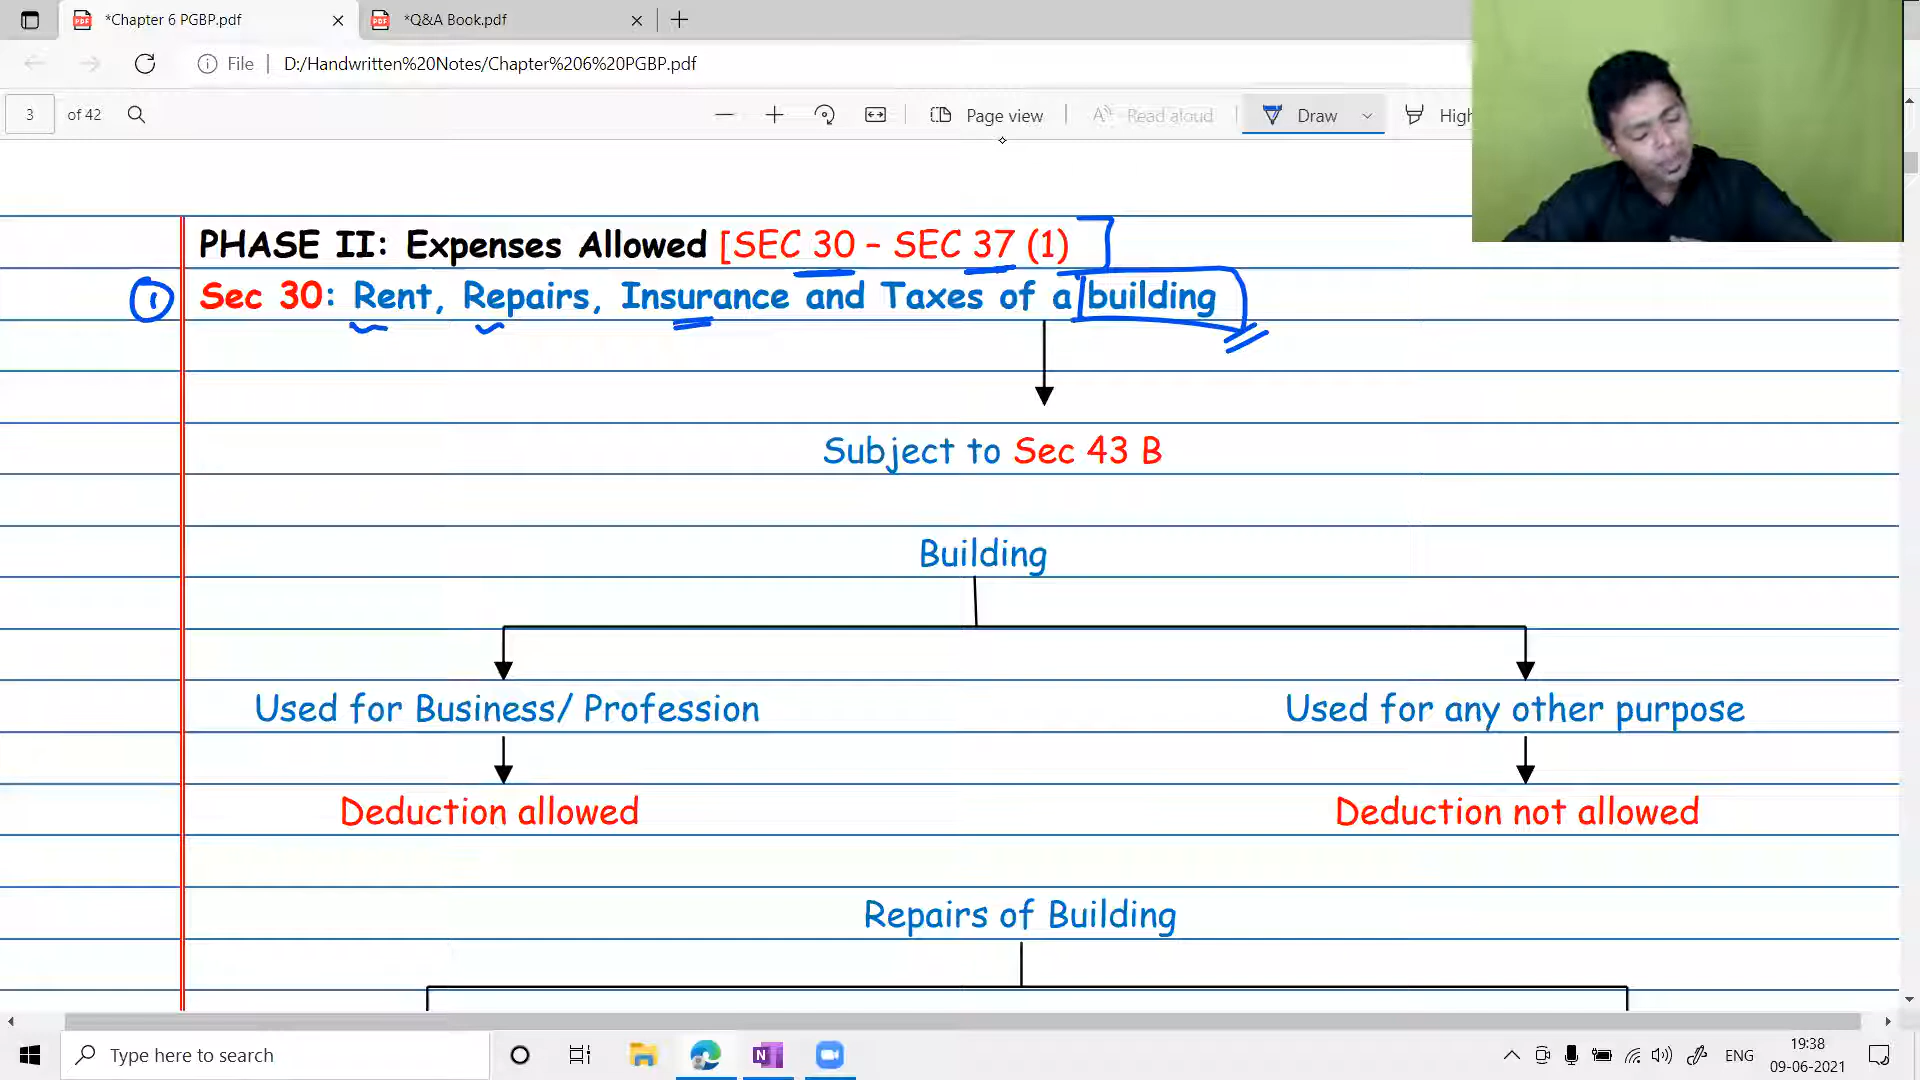 *Chapter 6 PGBP.pdf
*Q&A Book.pdf
File
D:/Handwritten%20Notes/Chapter%206%20PGBP.pdf
3 of 42
Page view
Read aloud
Draw
High
PHASE II: Expenses Allowed [SEC 30 - SEC 37 (1)
1 Sec 30: Rent, Repairs, Insurance and Taxes of a building
Subject to Sec 43 B
Building
Used for Business/ Profession
Used for any other purpose
Deduction allowed
Deduction not allowed
Repairs of Building
Type here to search
ENG
19:38
09-06-2021